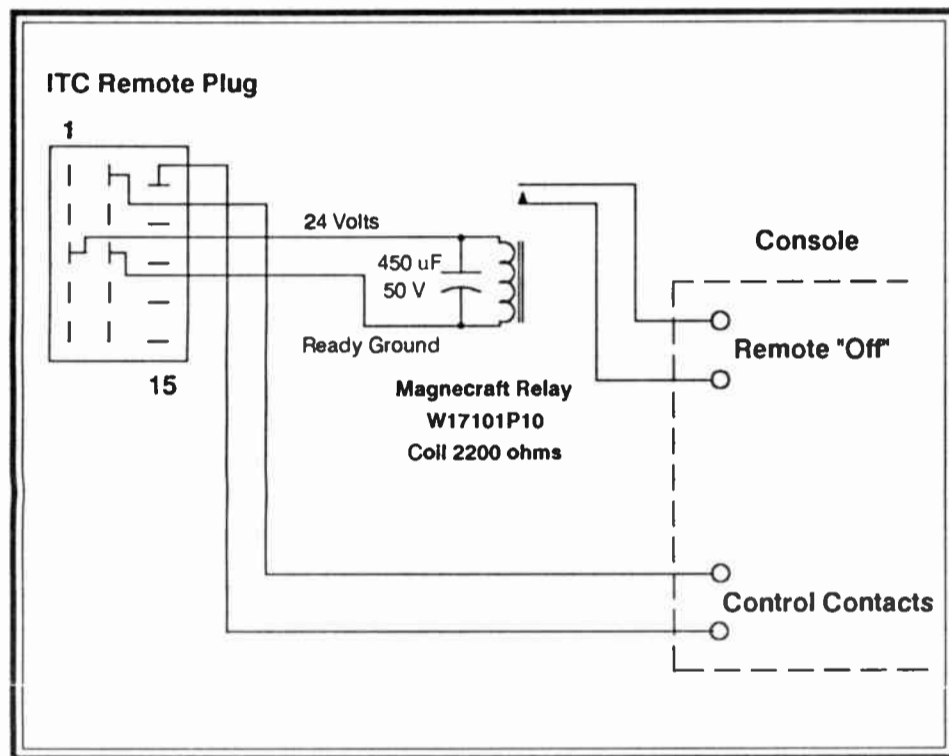 ITC Remote Plug
1
24 Volts
450 uF
50 V
Ready Ground
15
Magnecraft Relay
W17101P10
Coil 2200 ohms
Console
Remote "Off"
Control Contacts